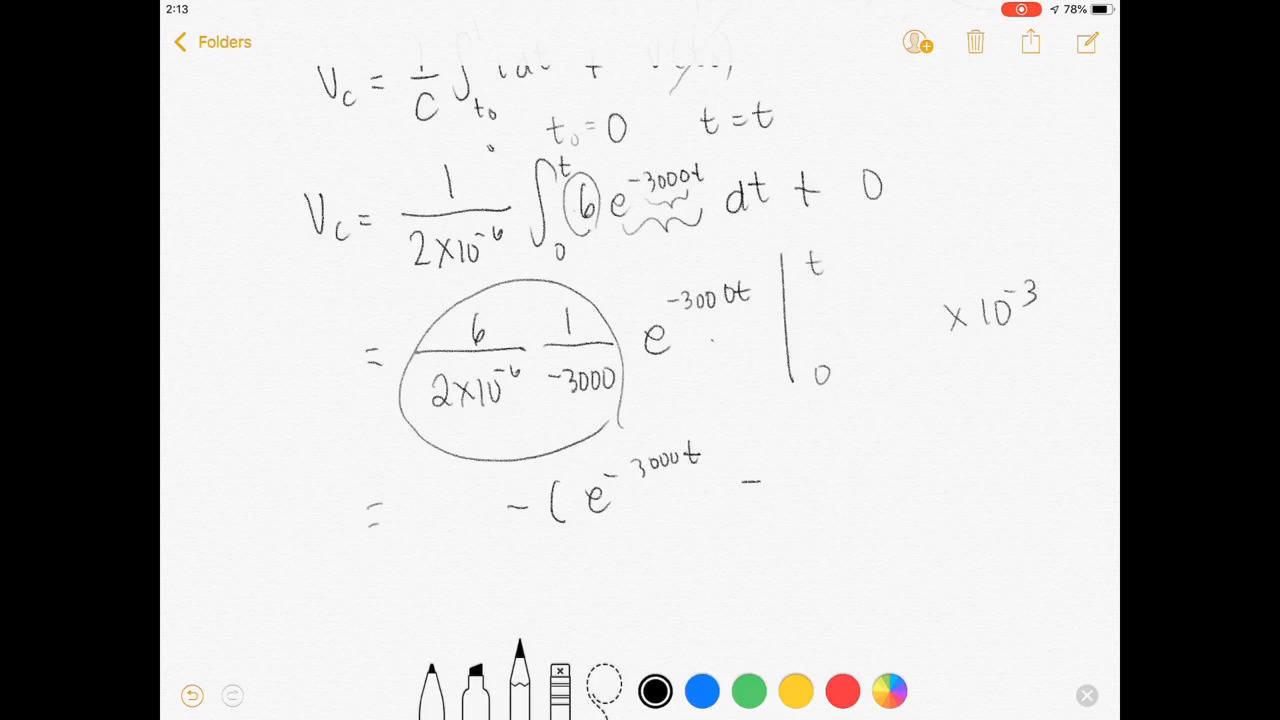 2:13 78%
Folders
V_C = 1/C ∫_{t_0} i dt +
t_0 = 0 t = t
V_C = 1/(2×10^{-6}) ∫_0^t 6 e^{-3000t} dt + 0
= 6/(2×10^{-6}) 1/(-3000) e^{-3000t} |_0^t ×10^{-3}
= -(e^{-3000t} -